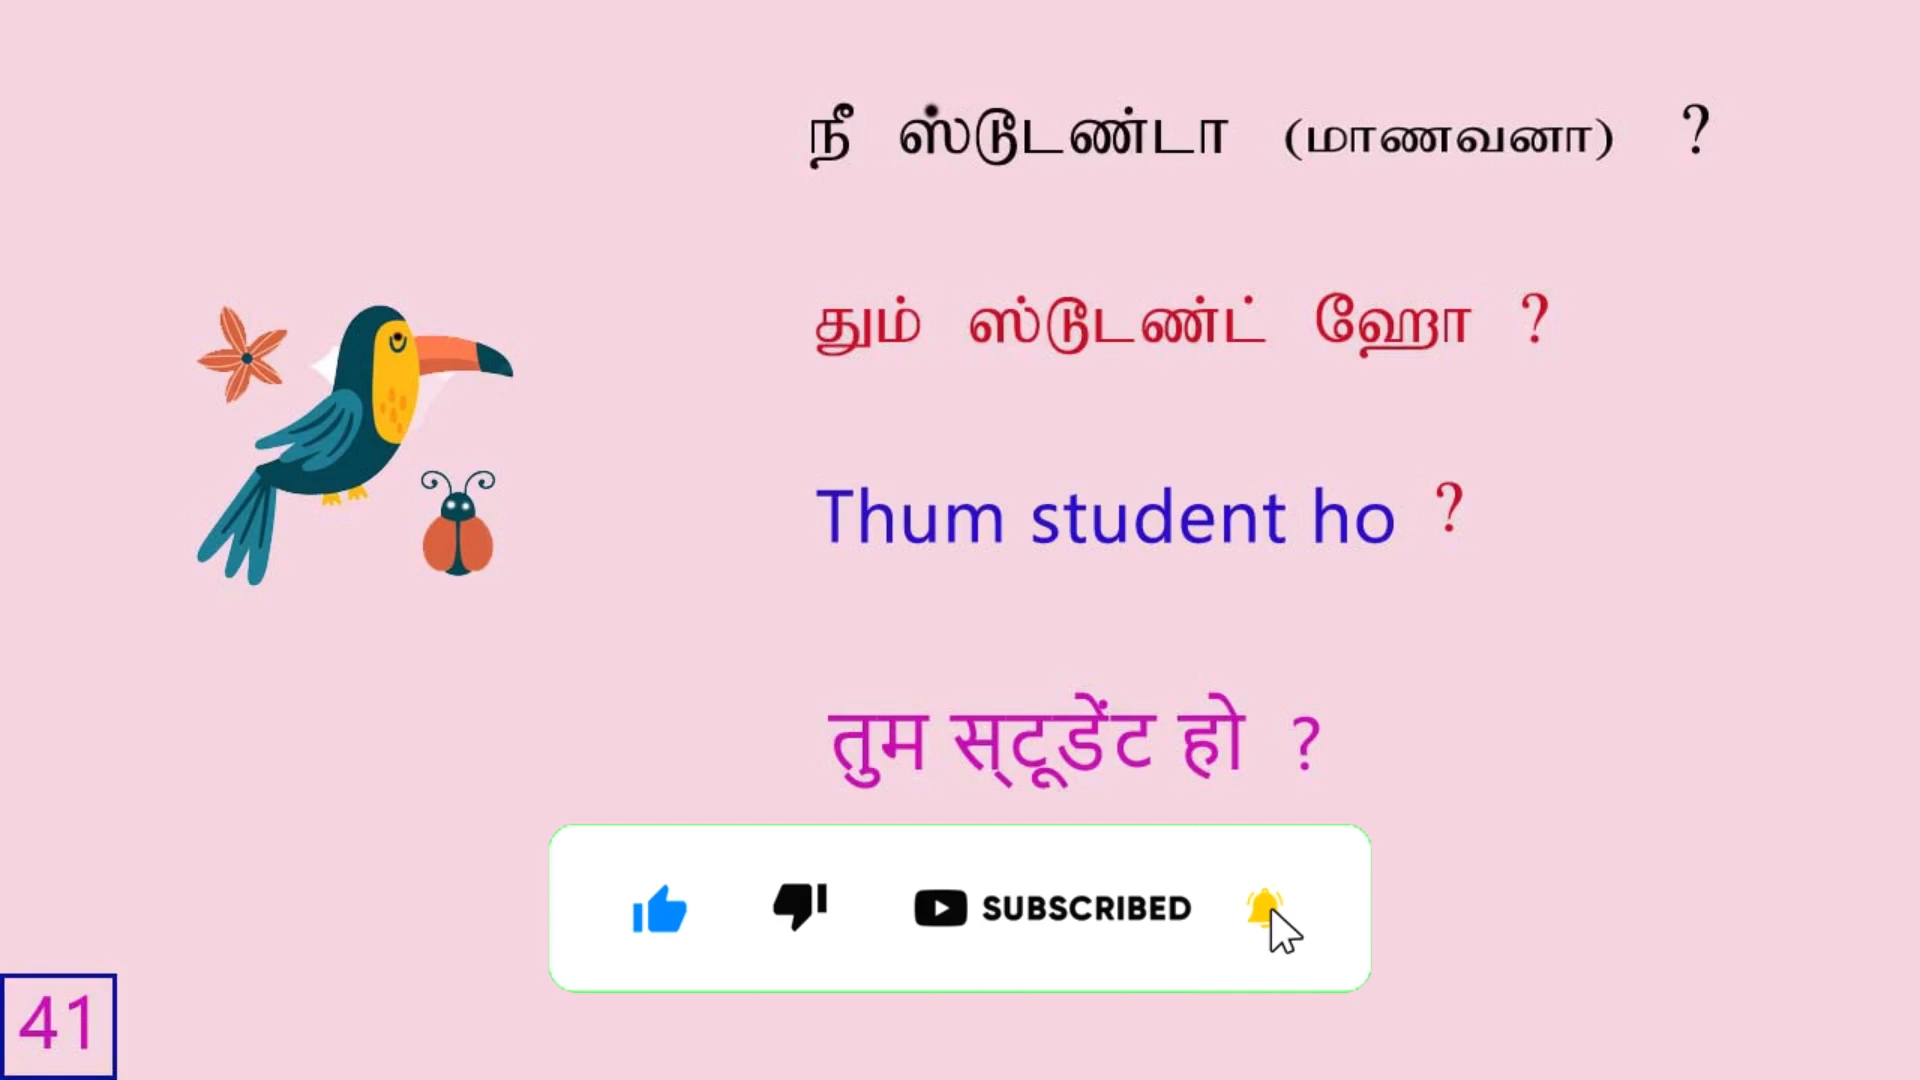 நீ ஸ்டூடண்டா (மாணவனா) ?
தும் ஸ்டூடண்ட் ஹோ ?
Thum student ho ?
तुम स्टूडेंट हो ?
SUBSCRIBED
41